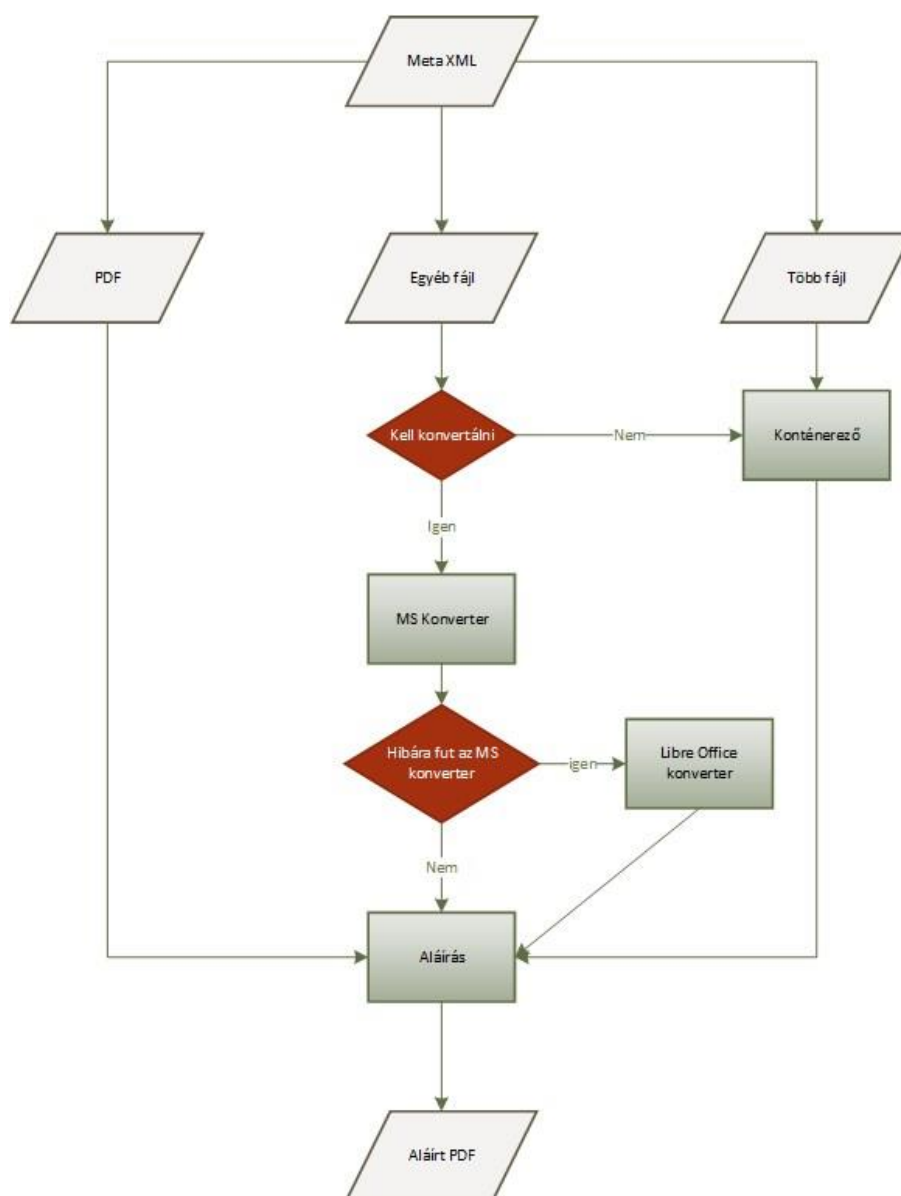 Meta XML
PDF
Egyéb fájl
Több fájl
Kell konvertálni
Nem
Konténerező
Igen
MS Konverter
Hibára fut az MS
konverter
igen
Libre Office
konverter
Nem
Aláírás
Aláírt PDF